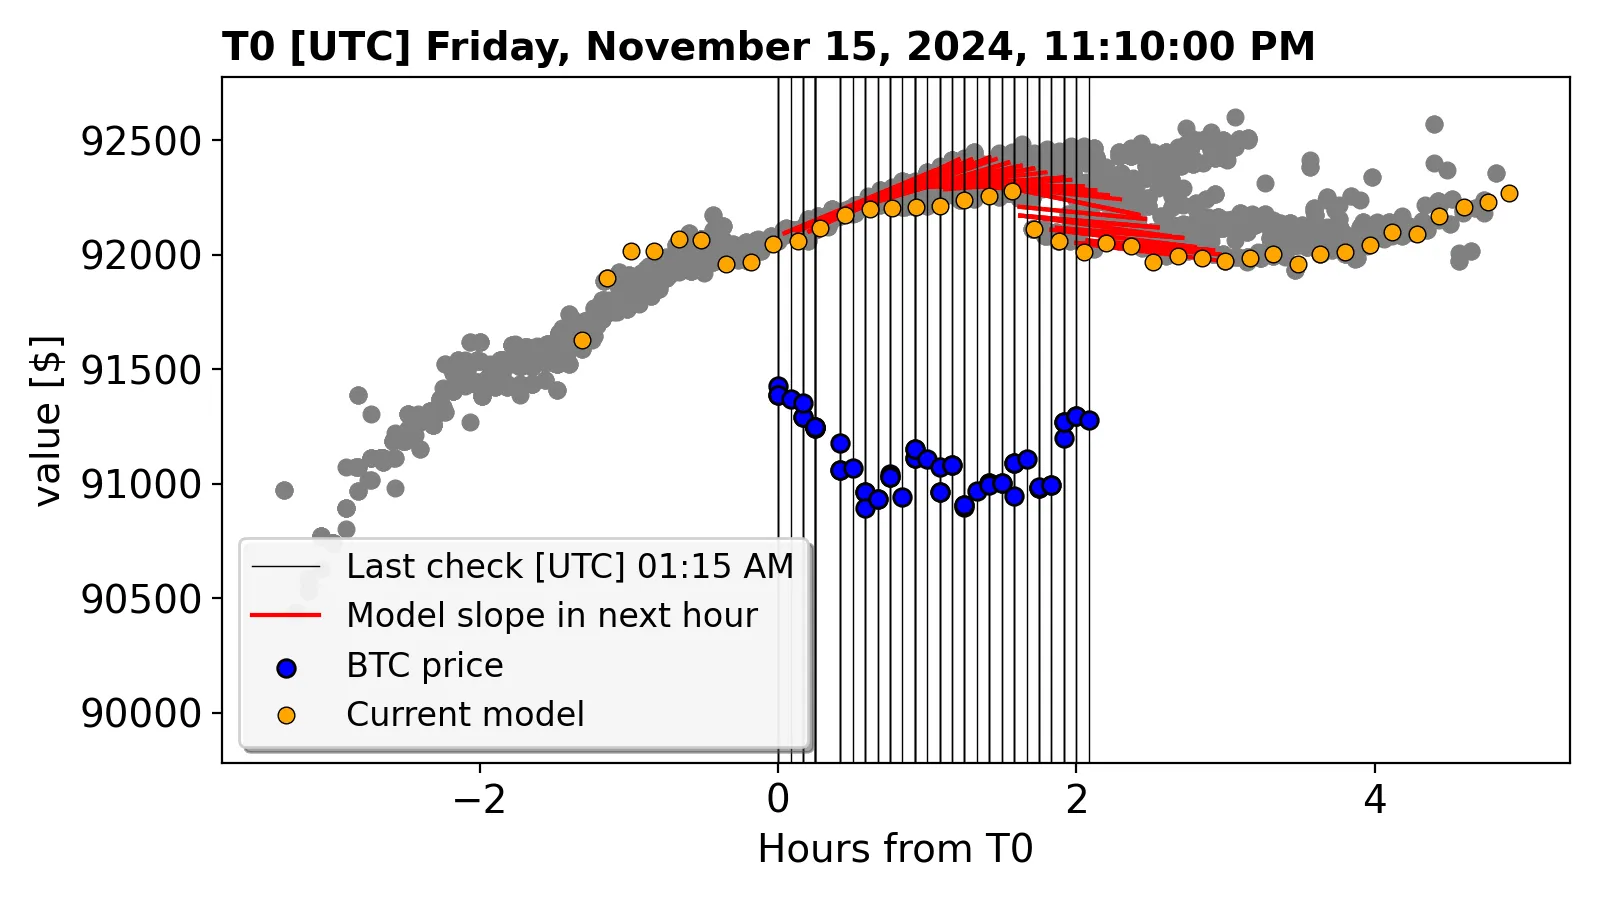 T0 [UTC] Friday, November 15, 2024, 11:10:00 PM
value [$]
92500
92000
91500
91000
90500
90000
Last check [UTC] 01:15 AM
Model slope in next hour
BTC price
Current model
−2 0 2 4
Hours from T0